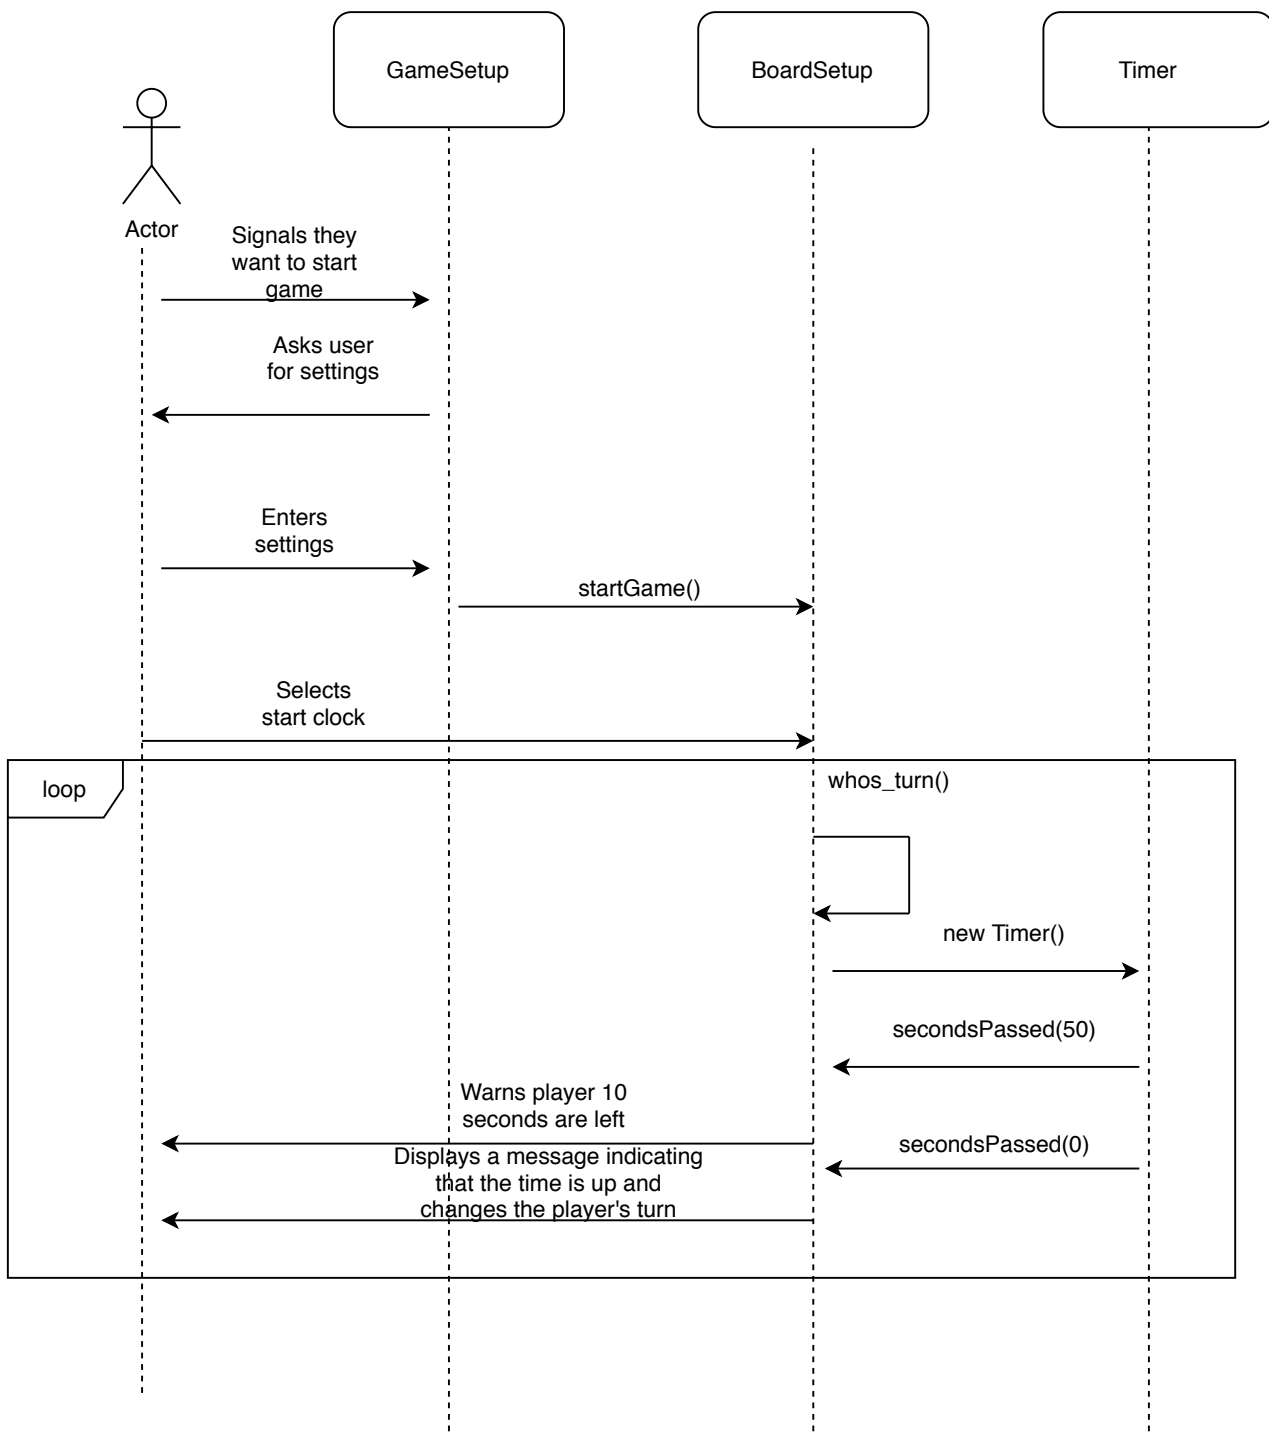 GameSetup
BoardSetup
Timer
Actor
Signals they
want to start
game
Asks user
for settings
Enters
settings
startGame()
Selects
start clock
loop
whos_turn()
new Timer()
secondsPassed(50)
Warns player 10
seconds are left
secondsPassed(0)
Displays a message indicating
that the time is up and
changes the player's turn